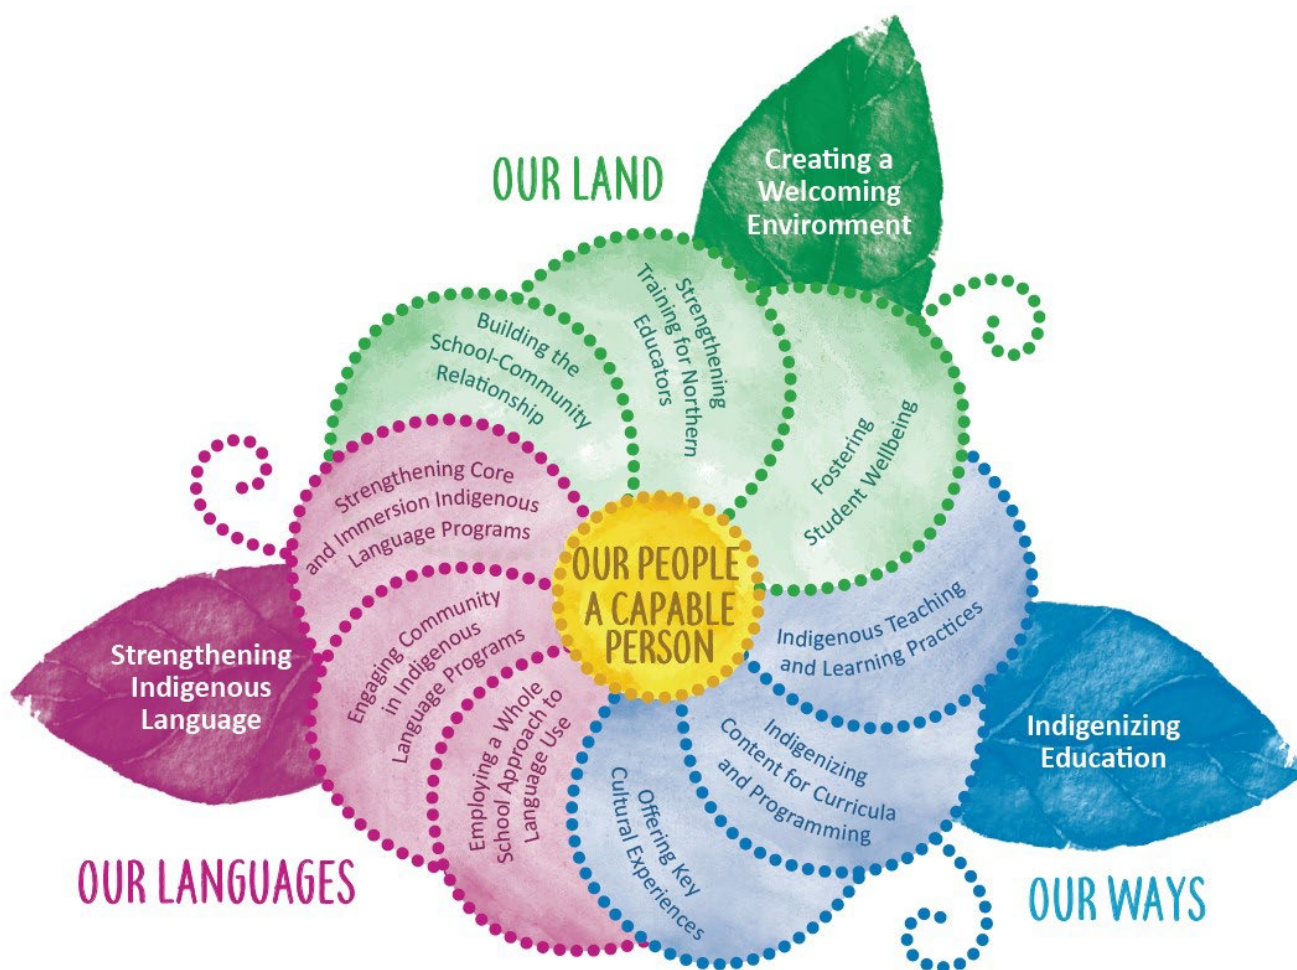 OUR LAND
Creating a
Welcoming
Environment
Building the
School-Community
Relationship
Strengthening
Training for Northern
Educators
Fostering
Student Wellbeing
Strengthening Core
and Immersion Indigenous
Language Programs
Engaging Community
in Indigenous
Language Programs
Employing a Whole
School Approach to
Language Use
OUR PEOPLE
A CAPABLE
PERSON
Indigenous Teaching
and Learning Practices
Indigenizing
Content for Curricula
and Programming
Offering Key
Cultural Experiences
Strengthening
Indigenous
Language
Indigenizing
Education
OUR LANGUAGES
OUR WAYS